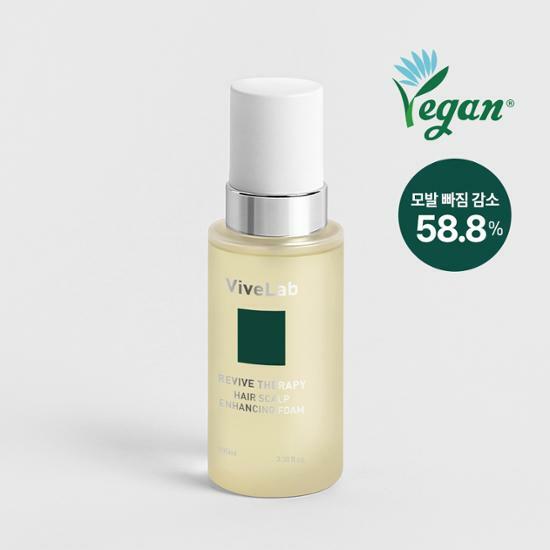 Vegan®
모발 빠짐 감소
58.8%
ViveLab
REVIVE THERAPY
HAIR SCALP
ENHANCING FOAM